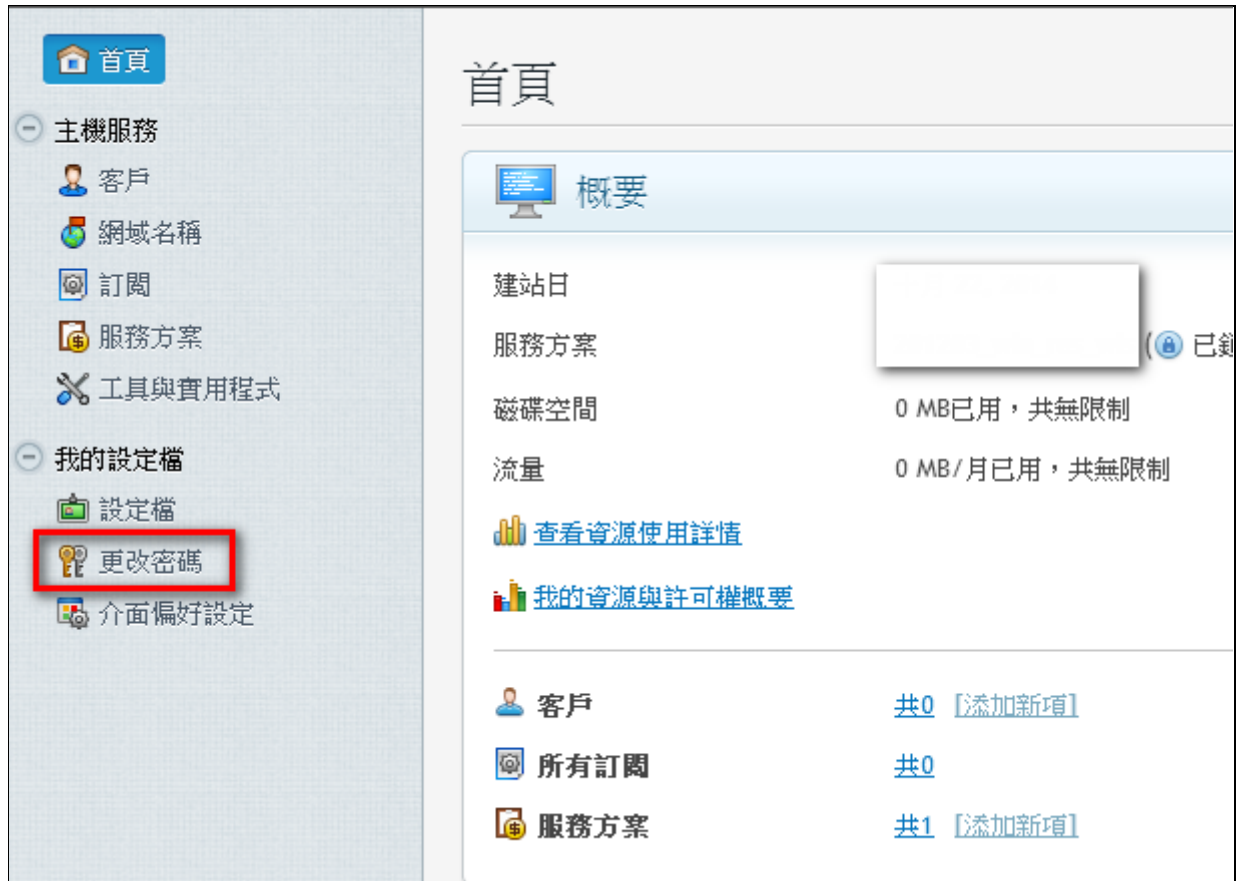 首頁
主機服務
客戶
網域名稱
訂閱
服務方案
工具與實用程式
我的設定檔
設定檔
更改密碼
介面偏好設定
首頁
概要
建站日
服務方案 ( 已
磁碟空間 0 MB已用，共無限制
流量 0 MB/月已用，共無限制
查看資源使用詳情
我的資源與許可權概要
客戶 共0 [添加新項]
所有訂閱 共0
服務方案 共1 [添加新項]